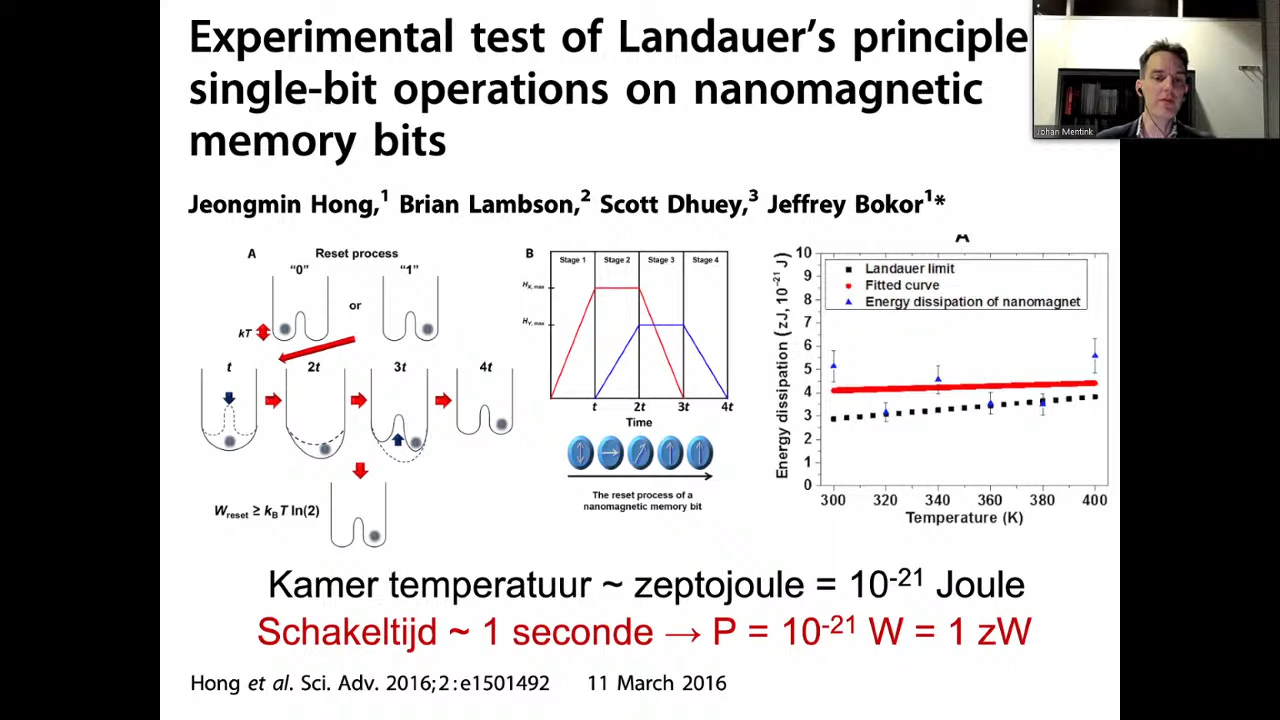 Experimental test of Landauer’s principle
single-bit operations on nanomagnetic
memory bits
Johan Mentink
Jeongmin Hong,1 Brian Lambson,2 Scott Dhuey,3 Jeffrey Bokor1*
A
Reset process
“0”
“1”
or
kT
t
2t
3t
4t
Wreset ≥ kBT ln(2)
B
Stage 1
Stage 2
Stage 3
Stage 4
Hx, max
Hy, max
t
2t
3t
4t
Time
The reset process of a
nanomagnetic memory bit
A
Energy dissipation ( zJ, 10-21 J)
10
9
8
7
6
5
4
3
2
1
0
Landauer limit
Fitted curve
Energy dissipation of nanomagnet
300
320
340
360
380
400
Temperature (K)
Kamer temperatuur ~ zeptojoule = 10-21 Joule
Schakeltijd ~ 1 seconde → P = 10-21 W = 1 zW
Hong et al. Sci. Adv. 2016;2:e1501492 11 March 2016